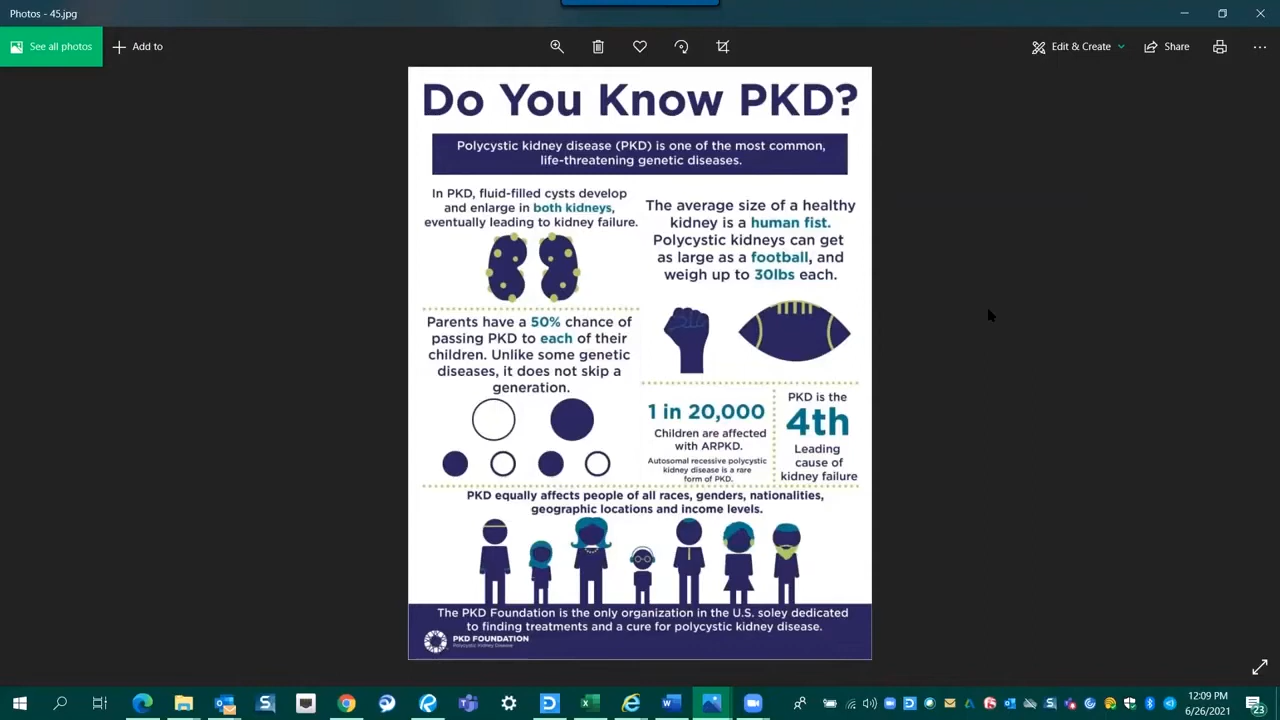 Photos - 45.jpg
See all photos
Add to
Edit & Create
Share
Do You Know PKD?
Polycystic kidney disease (PKD) is one of the most common,
life-threatening genetic diseases.
In PKD, fluid-filled cysts develop
and enlarge in both kidneys,
eventually leading to kidney failure.
The average size of a healthy
kidney is a human fist.
Polycystic kidneys can get
as large as a football, and
weigh up to 30lbs each.
Parents have a 50% chance of
passing PKD to each of their
children. Unlike some genetic
diseases, it does not skip a
generation.
1 in 20,000
Children are affected
with ARPKD.
Autosomal recessive polycystic
kidney disease is a rare
form of PKD.
PKD is the
4th
Leading
cause of
kidney failure
PKD equally affects people of all races, genders, nationalities,
geographic locations and income levels.
The PKD Foundation is the only organization in the U.S. soley dedicated
to finding treatments and a cure for polycystic kidney disease.
PKD FOUNDATION
Polycystic Kidney Disease
12:09 PM
6/26/2021
23